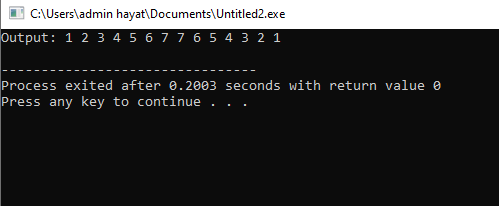 C:\Users\admin hayat\Documents\Untitled2.exe
Output: 1 2 3 4 5 6 7 7 6 5 4 3 2 1
--------------------------------
Process exited after 0.2003 seconds with return value 0
Press any key to continue . . .